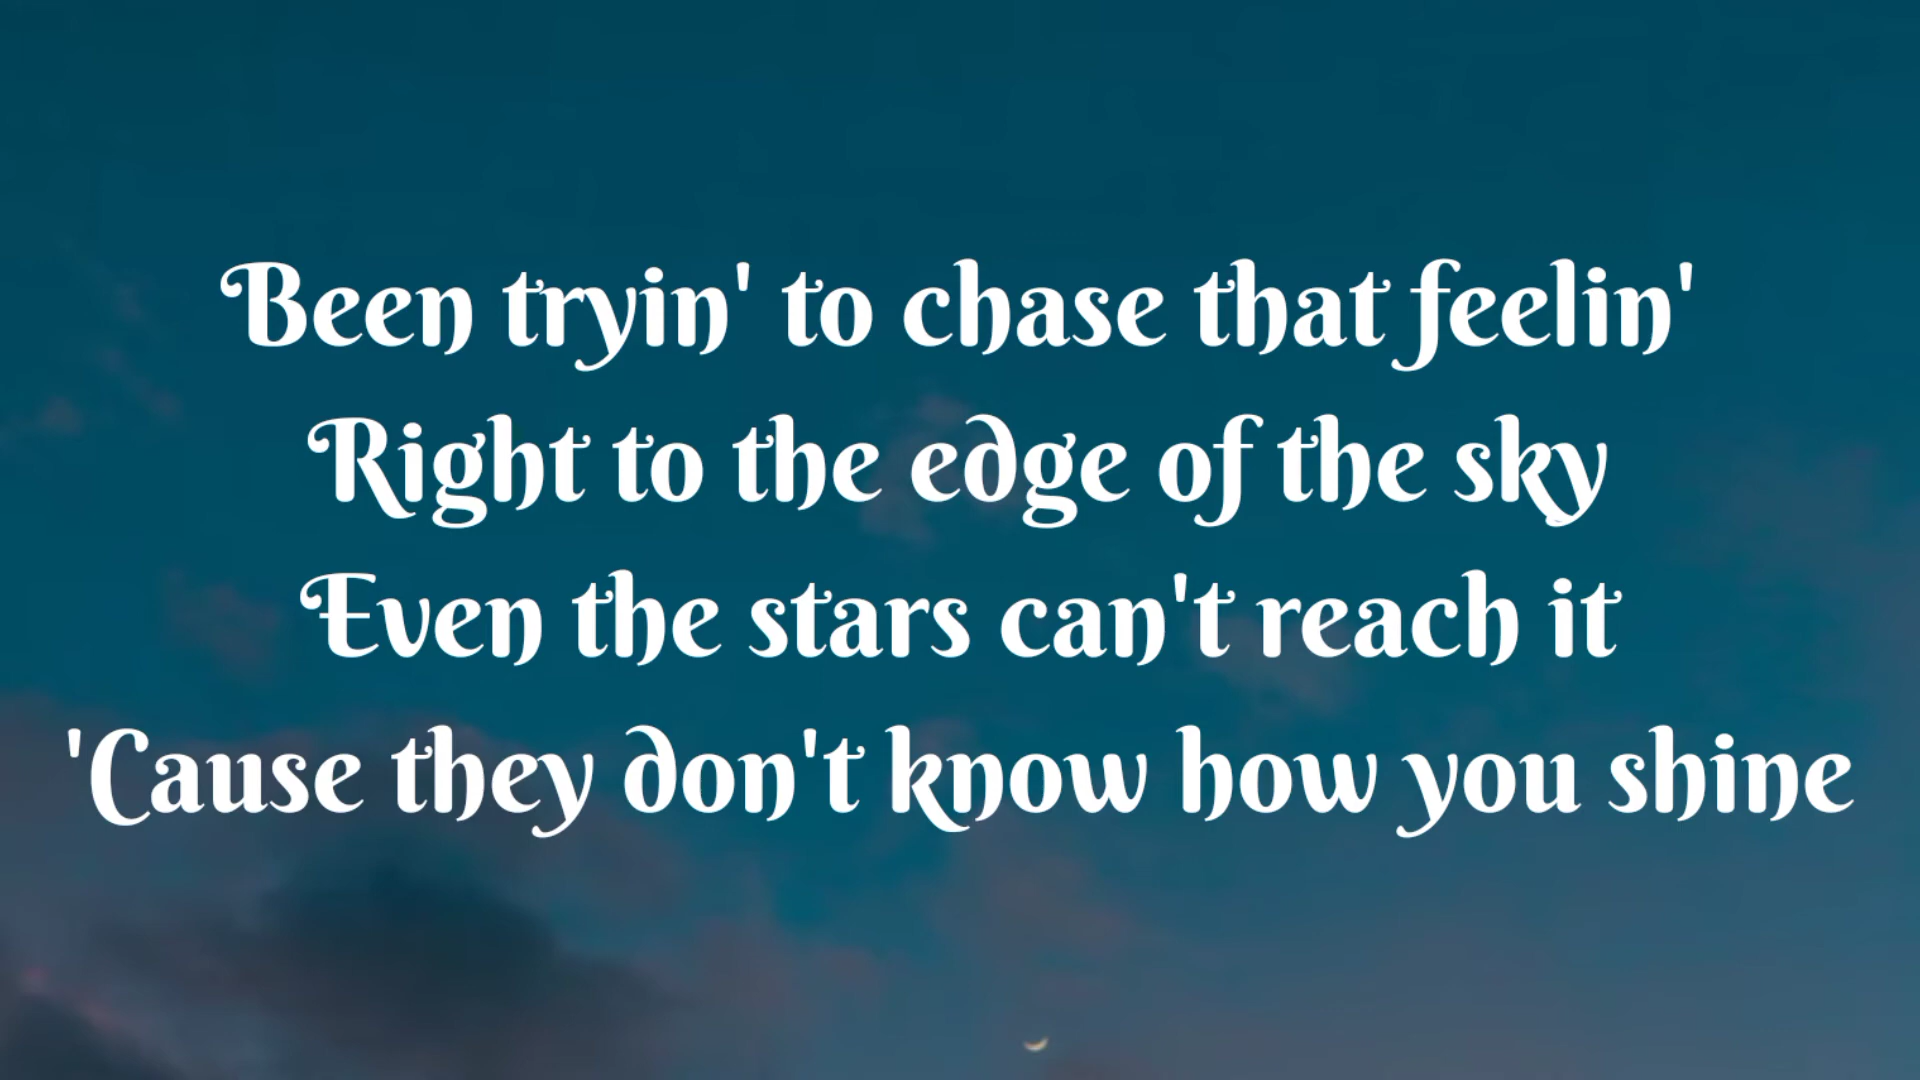 Been tryin' to chase that feelin'
Right to the edge of the sky
Even the stars can't reach it
'Cause they don't know how you shine